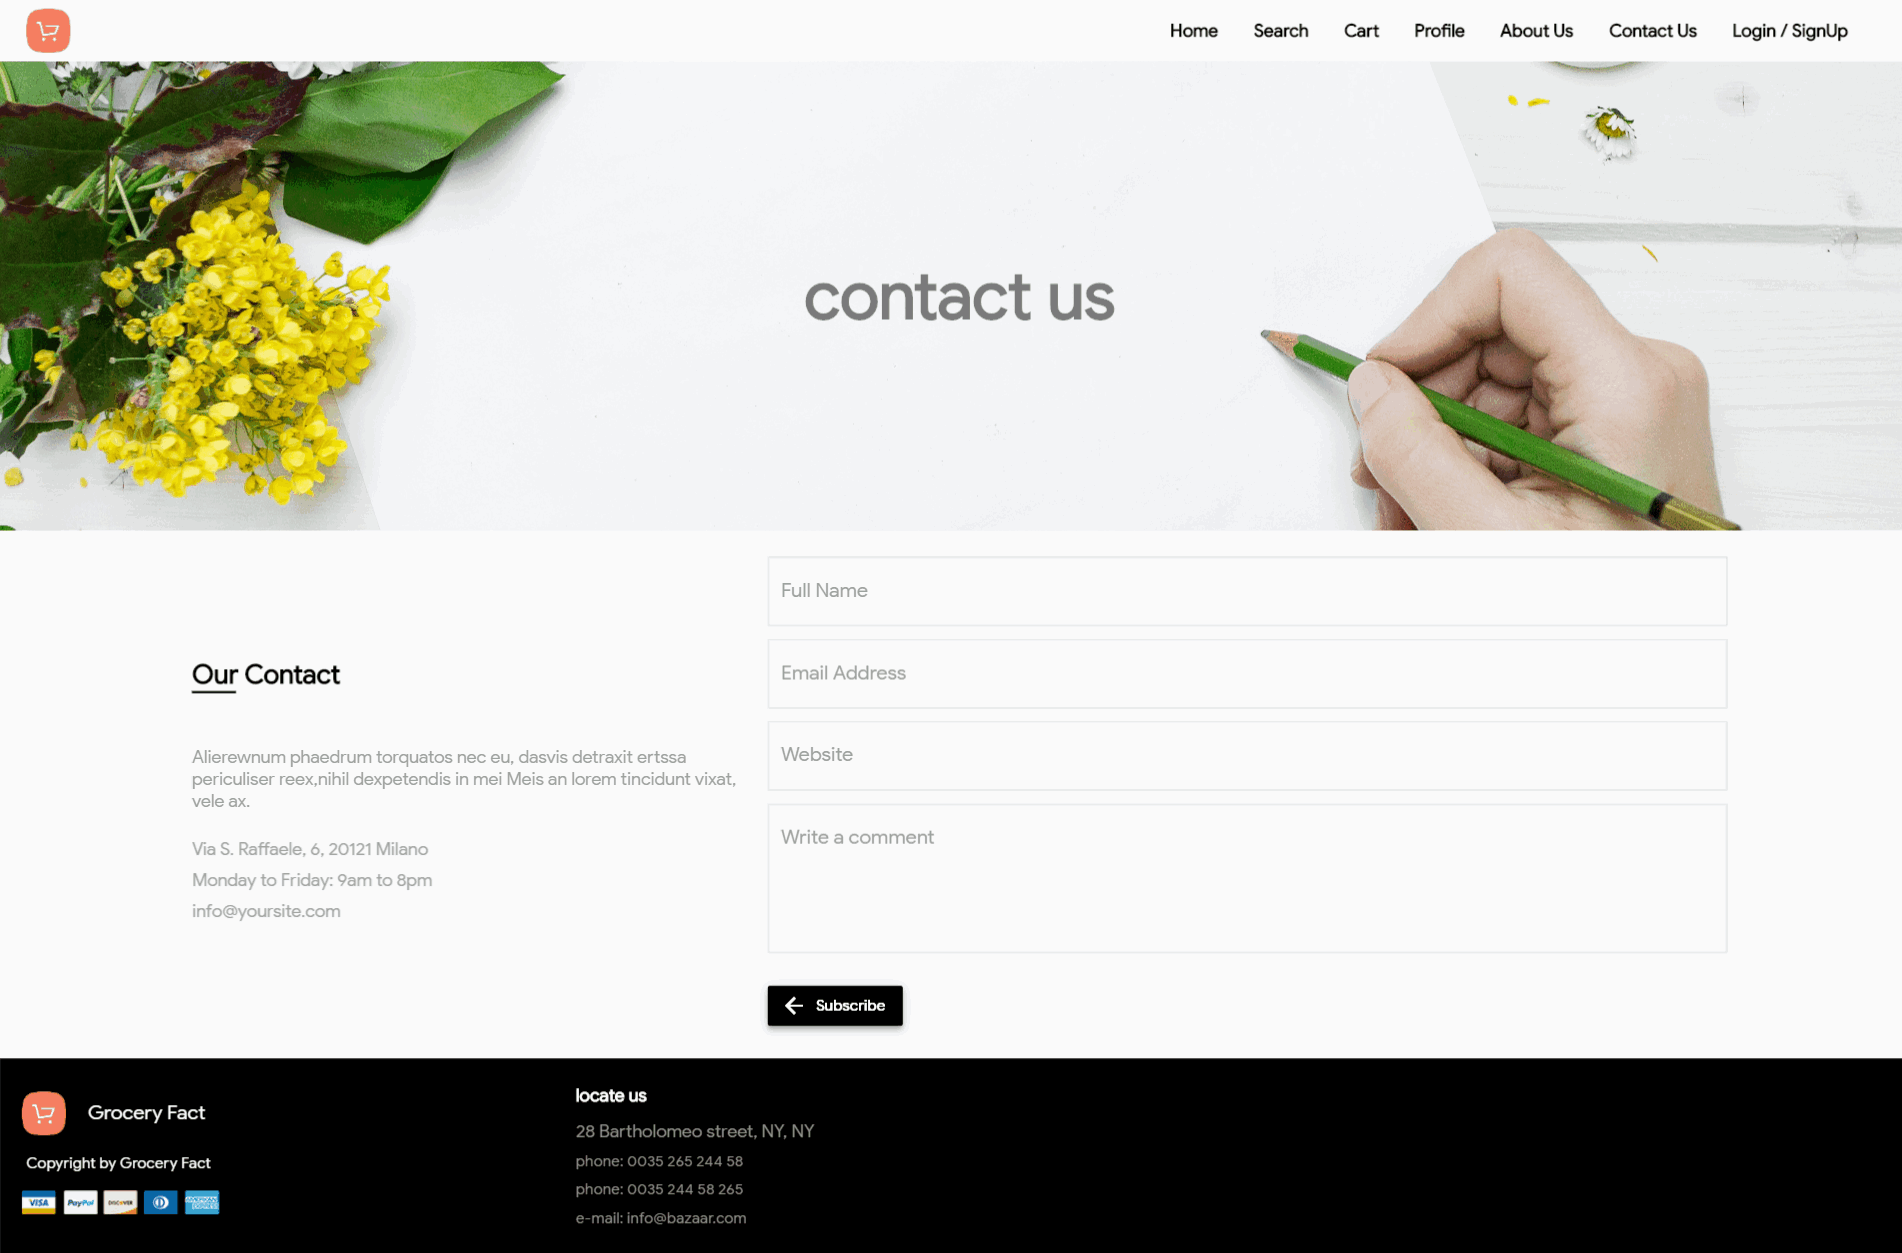 Home Search Cart Profile About Us Contact Us Login / SignUp
contact us
Our Contact
Alierewnum phaedrum torquatos nec eu, dasvis detraxit ertssa
periculiser reex,nihil dexpetendis in mei Meis an lorem tincidunt vixat,
vele ax.
Via S. Raffaele, 6, 20121 Milano
Monday to Friday: 9am to 8pm
info@yoursite.com
Full Name
Email Address
Website
Write a comment
Subscribe
Grocery Fact
Copyright by Grocery Fact
VISA PayPal DISCOVER AMERICAN EXPRESS
locate us
28 Bartholomeo street, NY, NY
phone: 0035 265 244 58
phone: 0035 244 58 265
e-mail: info@bazaar.com